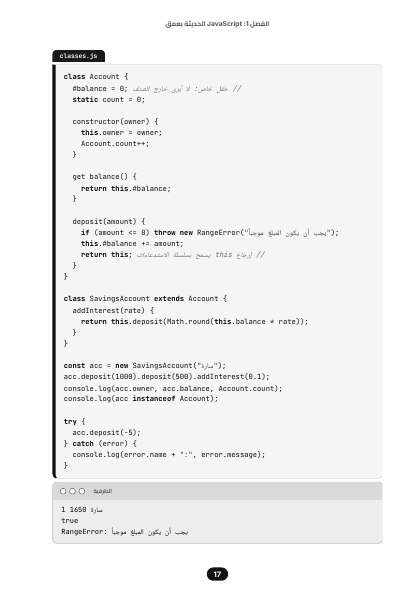 الفصل 1: JavaScript الحديثة بعمق
classes.js
class Account {
  #balance = 0; // حقل خاص: لا يُرى خارج الصنف
  static count = 0;

  constructor(owner) {
    this.owner = owner;
    Account.count++;
  }

  get balance() {
    return this.#balance;
  }

  deposit(amount) {
    if (amount <= 0) throw new RangeError("يجب أن يكون المبلغ موجباً");
    this.#balance += amount;
    return this; // إرجاع this يسمح بسلسلة الاستدعاءات
  }
}

class SavingsAccount extends Account {
  addInterest(rate) {
    return this.deposit(Math.round(this.balance * rate));
  }
}

const acc = new SavingsAccount("سارة");
acc.deposit(1000).deposit(500).addInterest(0.1);
console.log(acc.owner, acc.balance, Account.count);
console.log(acc instanceof Account);

try {
  acc.deposit(-5);
} catch (error) {
  console.log(error.name + ":", error.message);
}
الطرفية
سارة 1650 1
true
RangeError: يجب أن يكون المبلغ موجباً
17